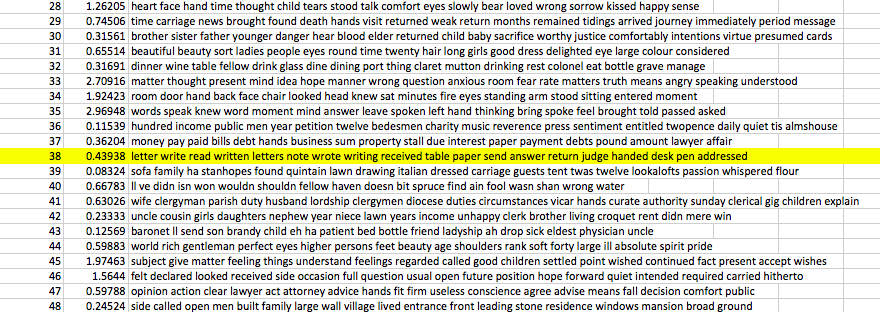 28 1.26205 heart face hand time thought child tears stood talk comfort eyes slowly bear loved wrong sorrow kissed happy sense
29 0.74506 time carriage news brought found death hands visit returned weak return months remained tidings arrived journey immediately period message
30 0.31561 brother sister father younger danger hear blood elder returned child baby sacrifice worthy justice comfortably intentions virtue presumed cards
31 0.65514 beautiful beauty sort ladies people eyes round time twenty hair long girls good dress delighted eye large colour considered
32 0.31691 dinner wine table fellow drink glass dine dining port thing claret mutton drinking rest colonel eat bottle grave manage
33 2.70916 matter thought present mind idea hope manner wrong question anxious room fear rate matters truth means angry speaking understood
34 1.92423 room door hand back face chair looked head knew sat minutes fire eyes standing arm stood sitting entered moment
35 2.96948 words speak knew word moment mind answer leave spoken left hand thinking bring spoke feel brought told passed asked
36 0.11539 hundred income public men year petition twelve bedesmen charity music reverence press sentiment entitled twopence daily quiet tis almshouse
37 0.36204 money pay paid bills debt hands business sum property stall due interest paper payment debts pound amount lawyer affair
38 0.43938 letter write read written letters note wrote writing received table paper send answer return judge handed desk pen addressed
39 0.08324 sofa family ha stanhopes found quintain lawn drawing italian dressed carriage guests tent twas twelve lookalofts passion whispered flour
40 0.66783 ll ve didn isn won wouldn shouldn fellow haven doesn bit spruce find ain fool wasn shan wrong water
41 0.63026 wife clergyman parish duty husband lordship clergymen diocese duties circumstances vicar hands curate authority sunday clerical gig children explain
42 0.23333 uncle cousin girls daughters nephew year niece lawn years income unhappy clerk brother living croquet rent didn mere win
43 0.12569 baronet ll send son brandy child eh ha patient bed bottle friend ladyship ah drop sick eldest physician uncle
44 0.59883 world rich gentleman perfect eyes higher persons feet beauty age shoulders rank soft forty large ill absolute spirit pride
45 1.97463 subject give matter feeling things understand feelings regarded called good children settled point wished continued fact present accept wishes
46 1.5644 felt declared looked received side occasion full question usual open future position hope forward quiet intended required carried hitherto
47 0.59788 opinion action clear lawyer act attorney advice hands fit firm useless conscience agree advise means fall decision comfort public
48 0.24524 side called open men built family large wall village lived entrance front leading stone residence windows mansion broad ground